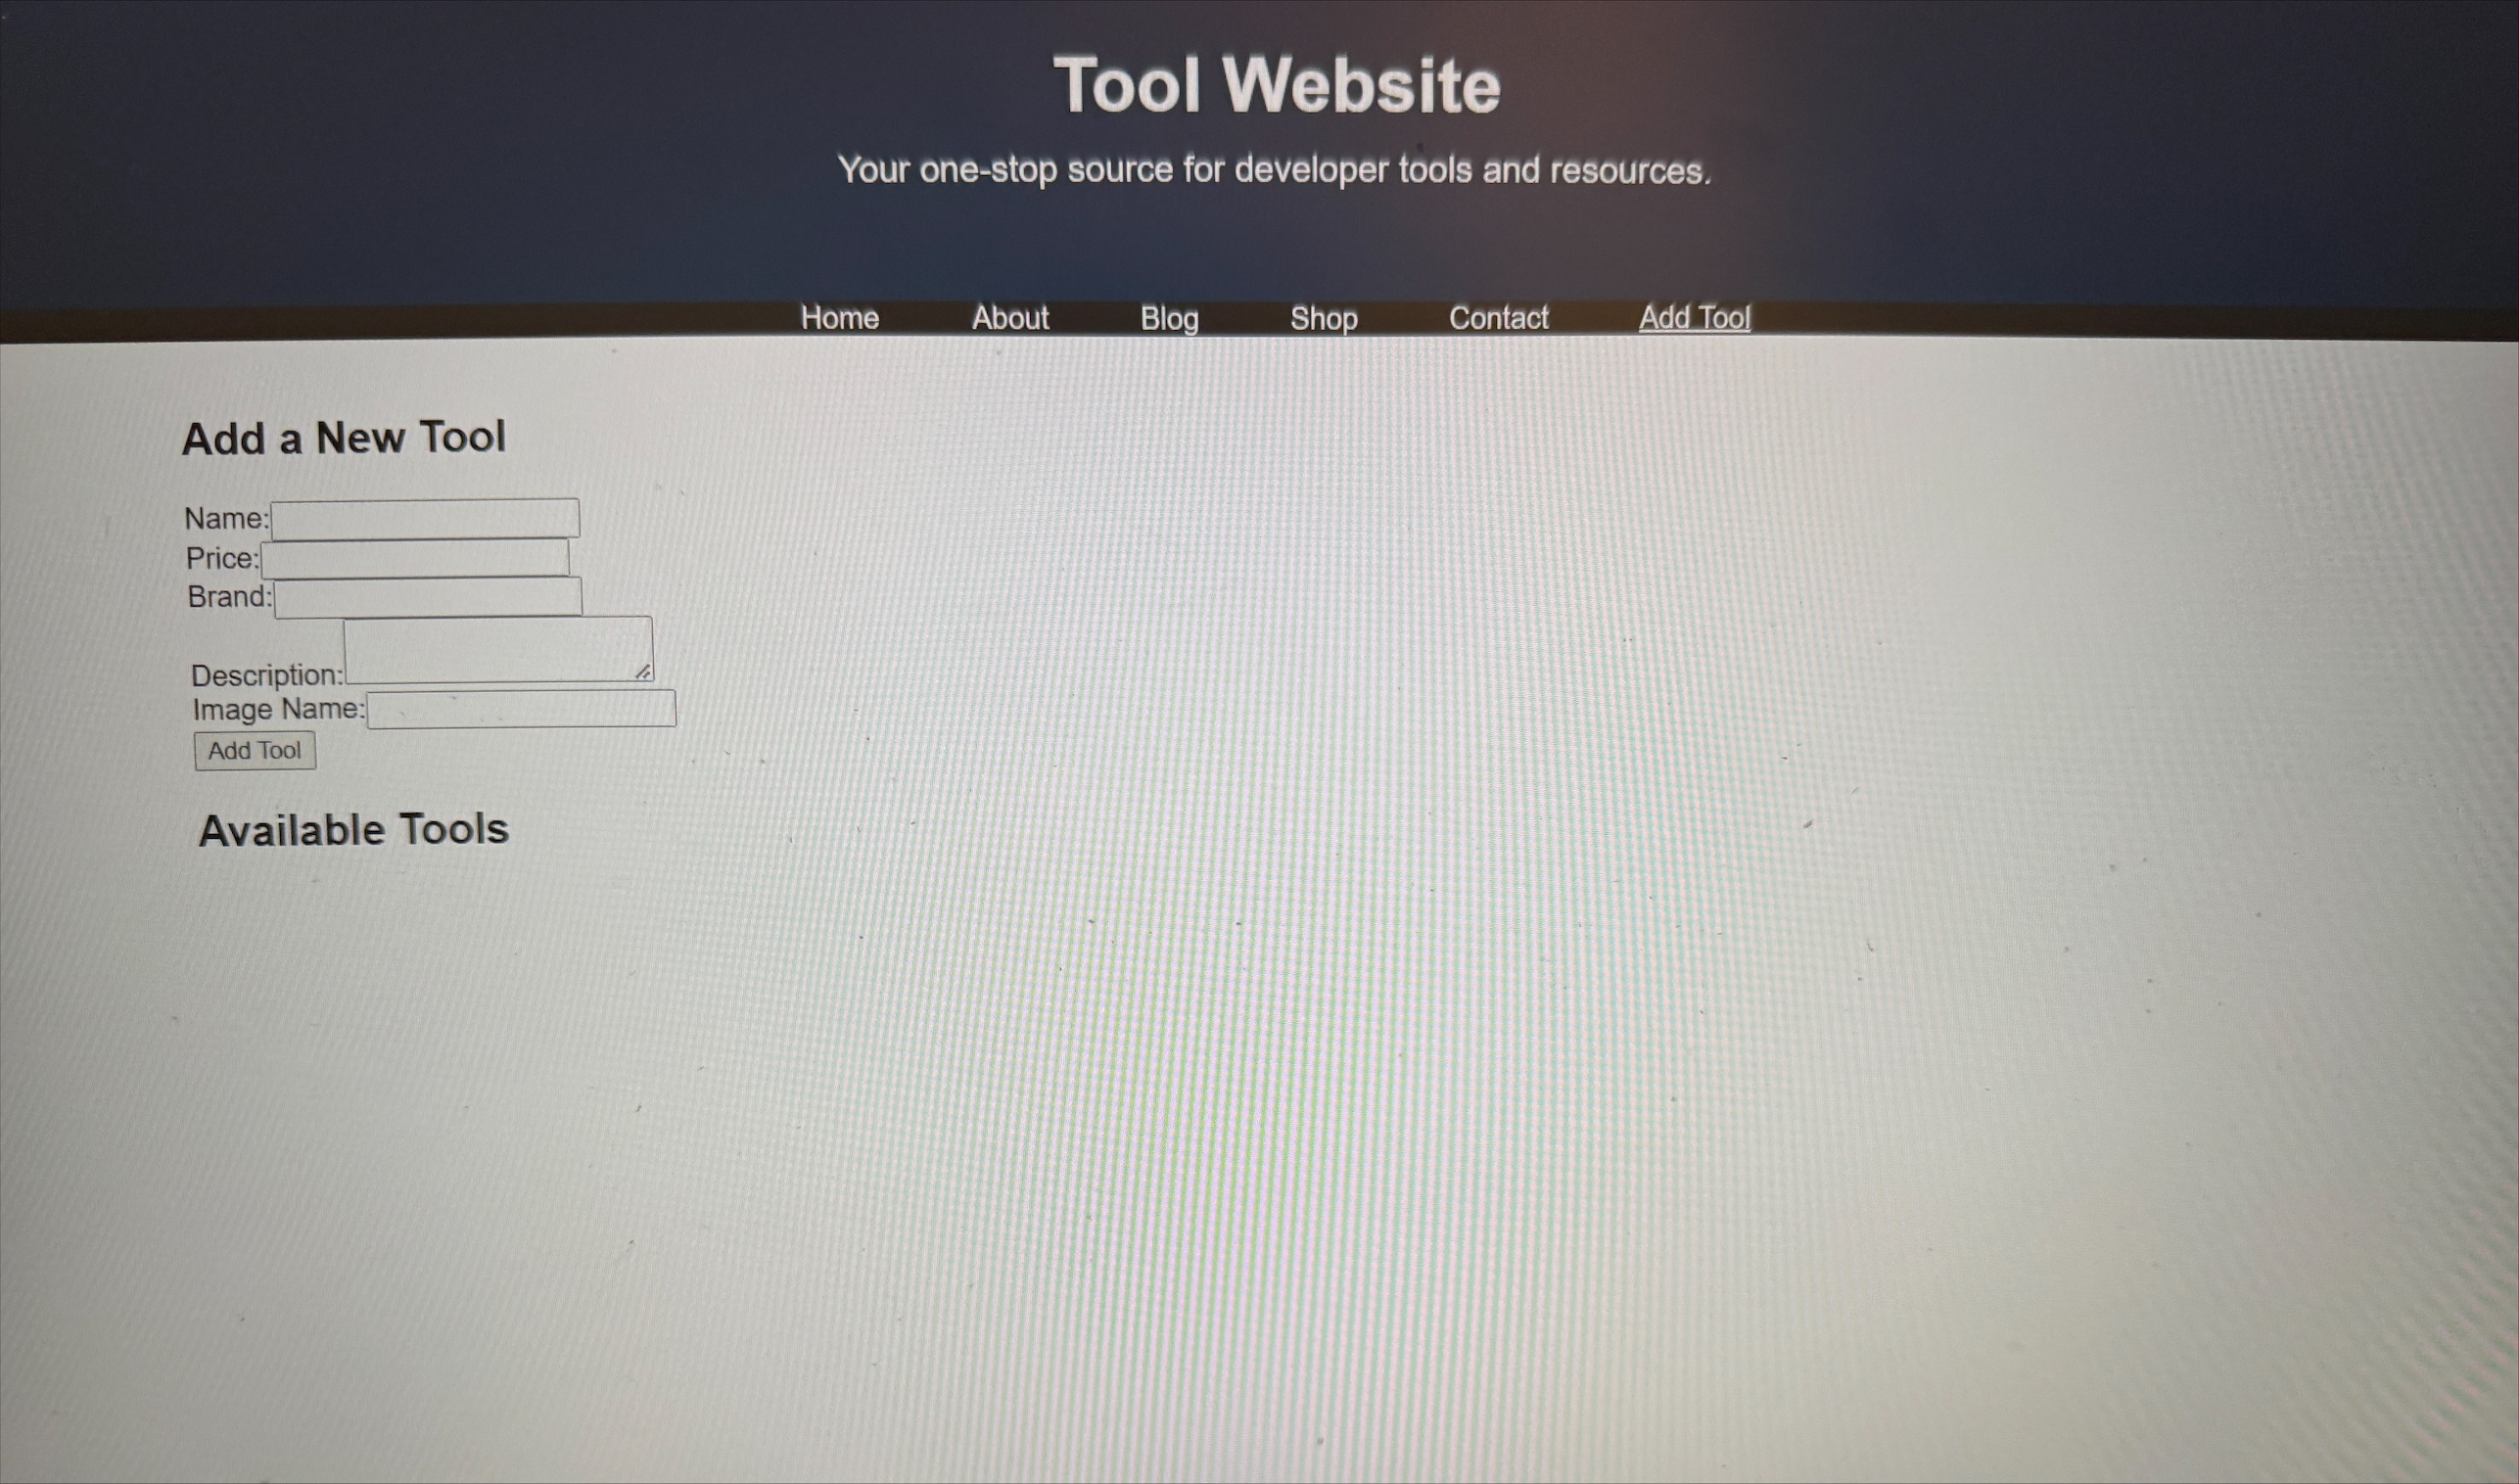 Tool Website
Your one-stop source for developer tools and resources.
Home About Blog Shop Contact Add Tool
Add a New Tool
Name:
Price:
Brand:
Description:
Image Name:
Add Tool
Available Tools